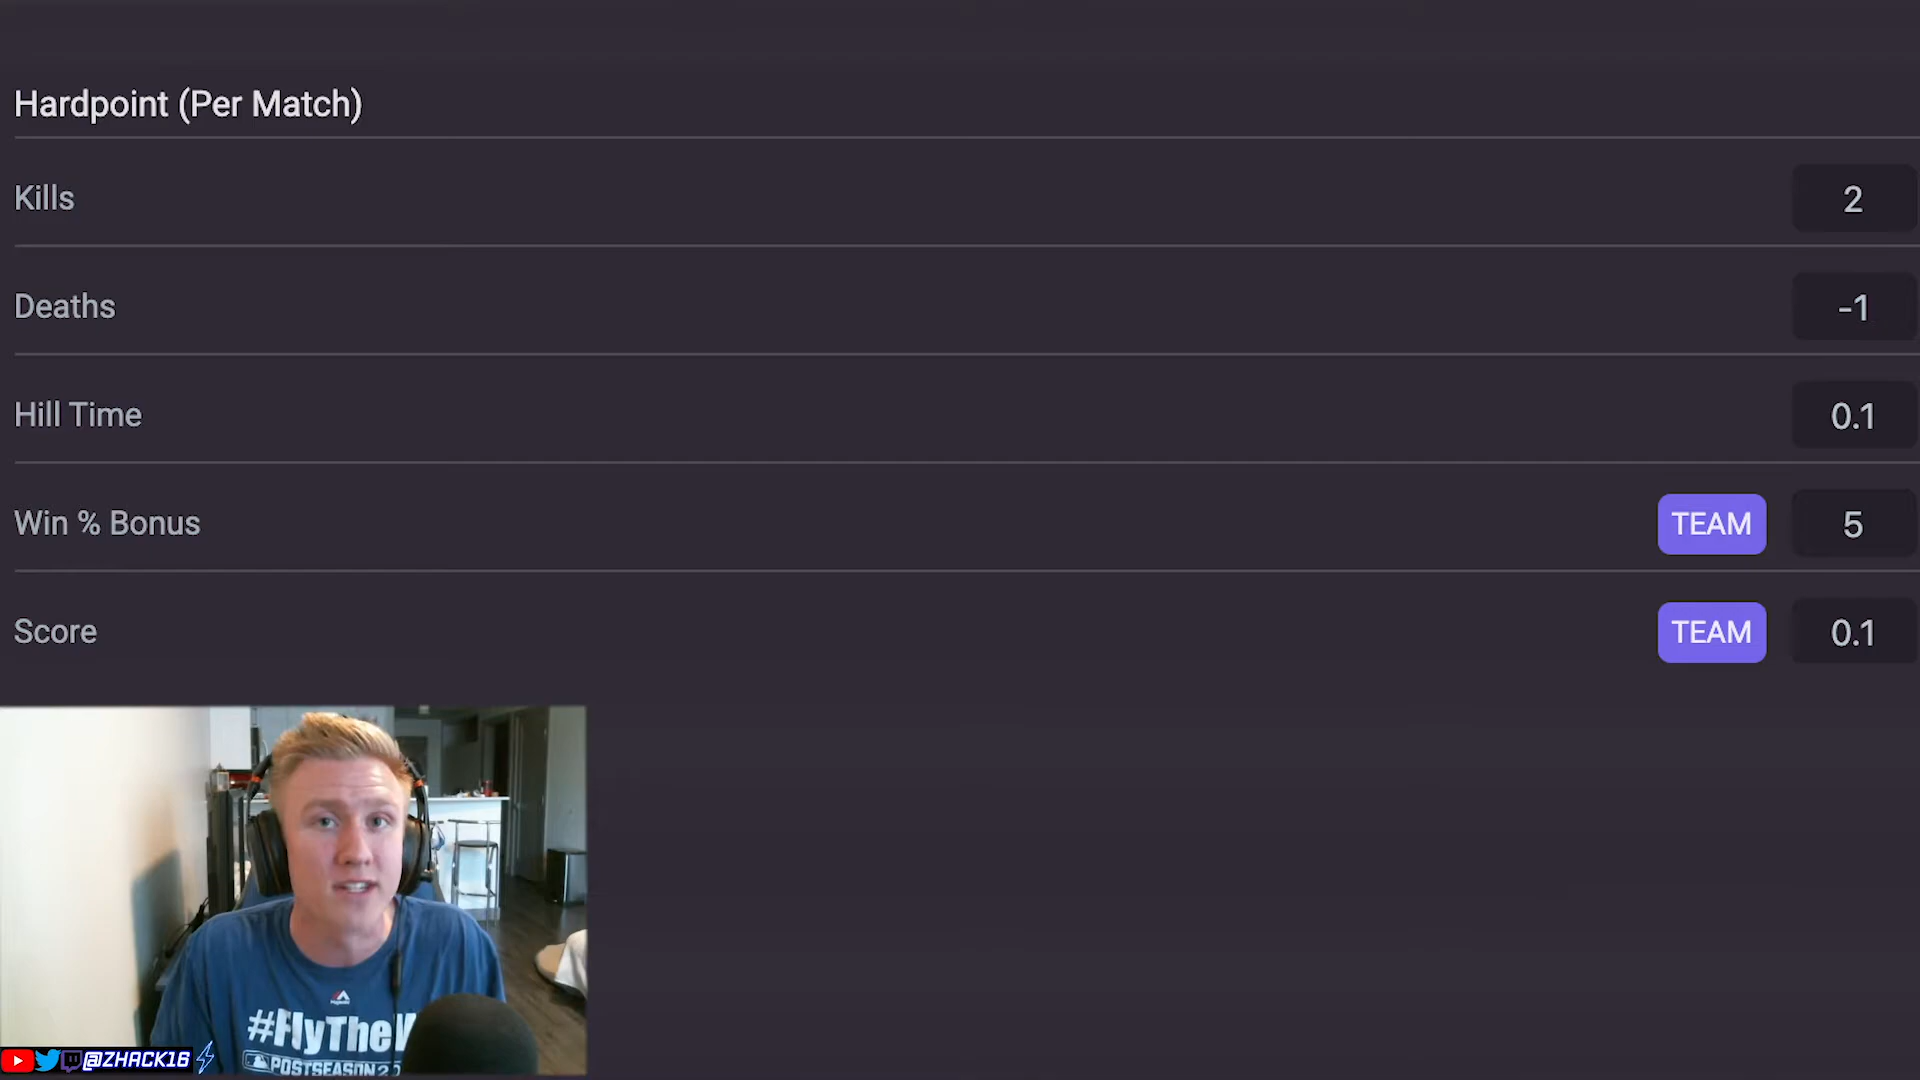 Hardpoint (Per Match)
Kills 2
Deaths -1
Hill Time 0.1
Win % Bonus TEAM 5
Score TEAM 0.1
#FlyTheW
POSTSEASON 20
@ZHACK16